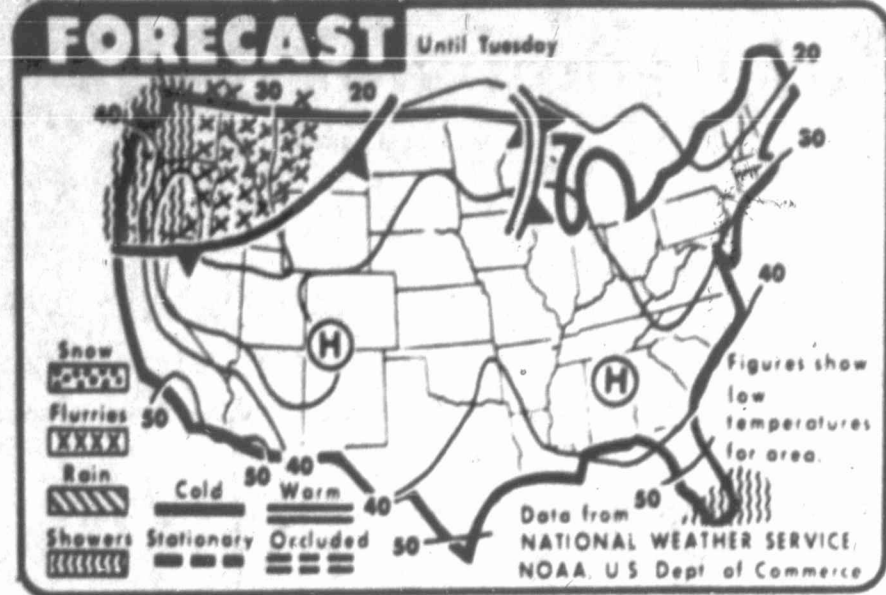 FORECAST
Until Tuesday
20
30
20
30
40
40
H
H
Snow
Flurries
50
Rain
Showers
Cold
Stationary
50
40
Warm
Occluded
40
50
50
Figures show
low
temperatures
for area.
Data from
NATIONAL WEATHER SERVICE,
NOAA, U S Dept of Commerce